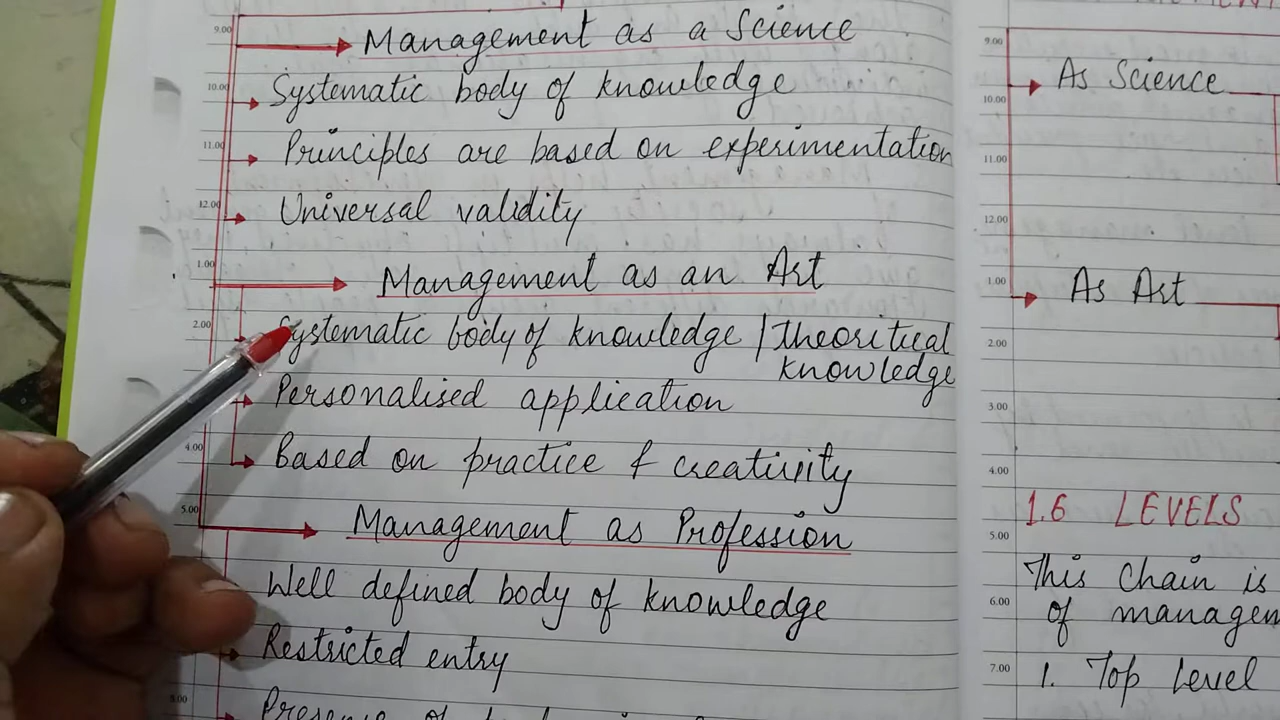 9.00
Management as a Science
10.00
Systematic body of knowledge
11.00
Principles are based on experimentation
12.00
Universal validity
1.00
Management as an Art
2.00
Systematic body of knowledge / Theoritical
knowledge
Personalised application
4.00
Based on practice & creativity
5.00
Management as Profession
Well defined body of knowledge
Restricted entry
8.00
9.00
As Science
10.00
11.00
12.00
1.00
As Art
2.00
3.00
4.00
1.6 LEVELS
5.00
This chain is
6.00
of managem
7.00
1. Top Level